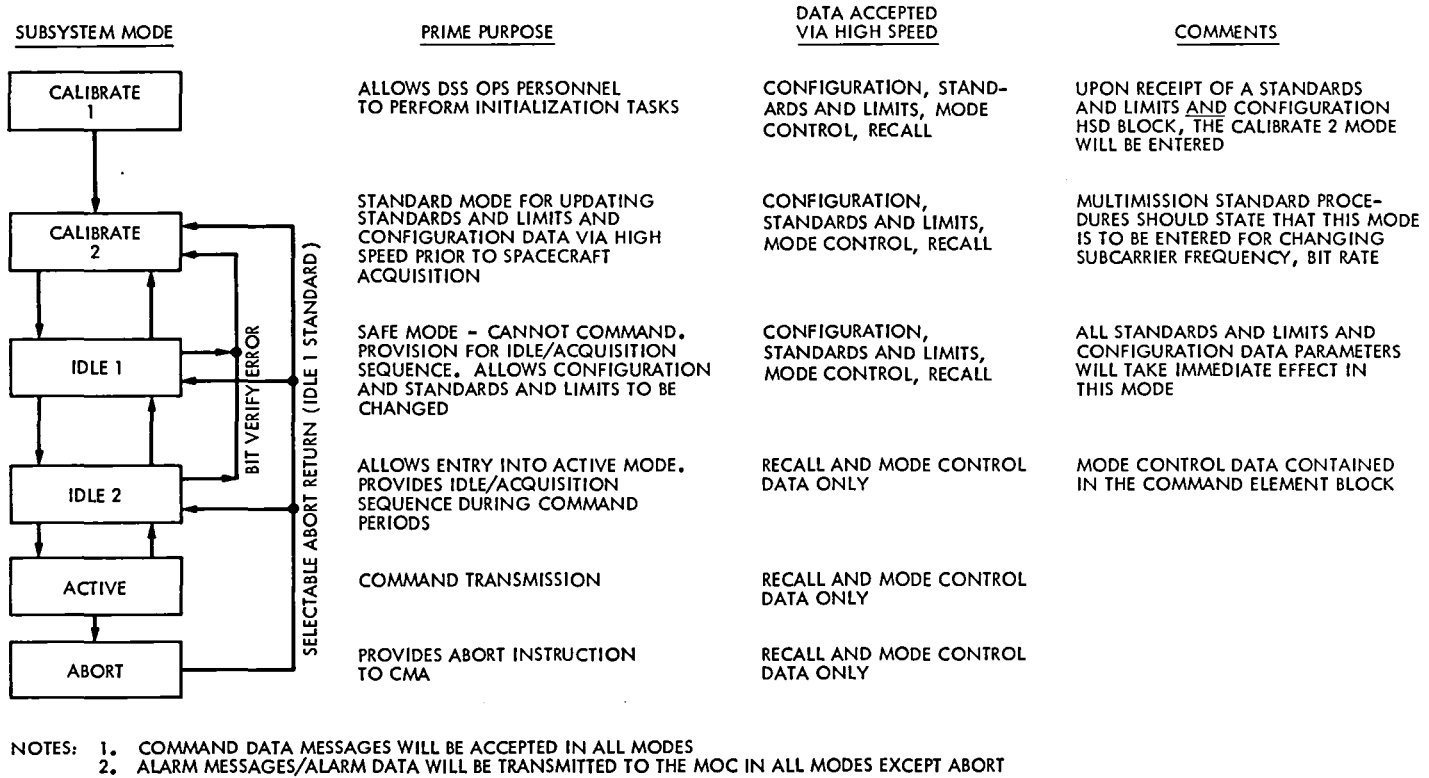 SUBSYSTEM MODE
PRIME PURPOSE
DATA ACCEPTED
VIA HIGH SPEED
COMMENTS
CALIBRATE
1
ALLOWS DSS OPS PERSONNEL
TO PERFORM INITIALIZATION TASKS
CONFIGURATION, STAND-
ARDS AND LIMITS, MODE
CONTROL, RECALL
UPON RECEIPT OF A STANDARDS
AND LIMITS AND CONFIGURATION
HSD BLOCK, THE CALIBRATE 2 MODE
WILL BE ENTERED
CALIBRATE
2
STANDARD MODE FOR UPDATING
STANDARDS AND LIMITS AND
CONFIGURATION DATA VIA HIGH
SPEED PRIOR TO SPACECRAFT
ACQUISITION
CONFIGURATION,
STANDARDS AND LIMITS,
MODE CONTROL, RECALL
MULTIMISSION STANDARD PROCE-
DURES SHOULD STATE THAT THIS MODE
IS TO BE ENTERED FOR CHANGING
SUBCARRIER FREQUENCY, BIT RATE
IDLE 1
SAFE MODE - CANNOT COMMAND.
PROVISION FOR IDLE/ACQUISITION
SEQUENCE. ALLOWS CONFIGURATION
AND STANDARDS AND LIMITS TO BE
CHANGED
CONFIGURATION,
STANDARDS AND LIMITS,
MODE CONTROL, RECALL
ALL STANDARDS AND LIMITS AND
CONFIGURATION DATA PARAMETERS
WILL TAKE IMMEDIATE EFFECT IN
THIS MODE
IDLE 2
ALLOWS ENTRY INTO ACTIVE MODE.
PROVIDES IDLE/ACQUISITION
SEQUENCE DURING COMMAND
PERIODS
RECALL AND MODE CONTROL
DATA ONLY
MODE CONTROL DATA CONTAINED
IN THE COMMAND ELEMENT BLOCK
ACTIVE
COMMAND TRANSMISSION
RECALL AND MODE CONTROL
DATA ONLY
ABORT
PROVIDES ABORT INSTRUCTION
TO CMA
RECALL AND MODE CONTROL
DATA ONLY
BIT VERIFY ERROR
SELECTABLE ABORT RETURN (IDLE 1 STANDARD)
NOTES: 1. COMMAND DATA MESSAGES WILL BE ACCEPTED IN ALL MODES
2. ALARM MESSAGES/ALARM DATA WILL BE TRANSMITTED TO THE MOC IN ALL MODES EXCEPT ABORT